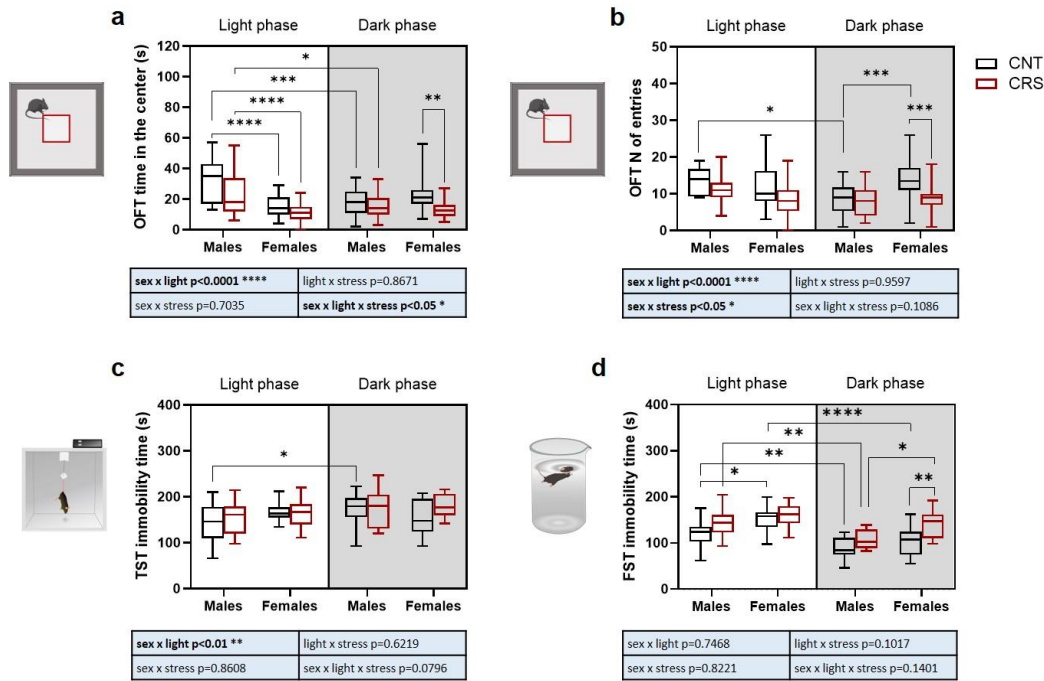 a
Light phase
Dark phase
OFT time in the center (s)
120
100
80
60
40
20
0
*
***
****
****
**
Males
Females
Males
Females
sex x light p<0.0001 ****
light x stress p=0.8671
sex x stress p=0.7035
sex x light x stress p<0.05 *
b
Light phase
Dark phase
OFT N of entries
50
40
30
20
10
0
***
*
***
Males
Females
Males
Females
CNT
CRS
sex x light p<0.0001 ****
light x stress p=0.9597
sex x stress p<0.05 *
sex x light x stress p=0.1086
c
Light phase
Dark phase
TST immobility time (s)
400
300
200
100
0
*
Males
Females
Males
Females
sex x light p<0.01 **
light x stress p=0.6219
sex x stress p=0.8608
sex x light x stress p=0.0796
d
Light phase
Dark phase
FST immobility time (s)
400
300
200
100
0
****
**
**
*
*
**
Males
Females
Males
Females
sex x light p=0.7468
light x stress p=0.1017
sex x stress p=0.8221
sex x light x stress p=0.1401